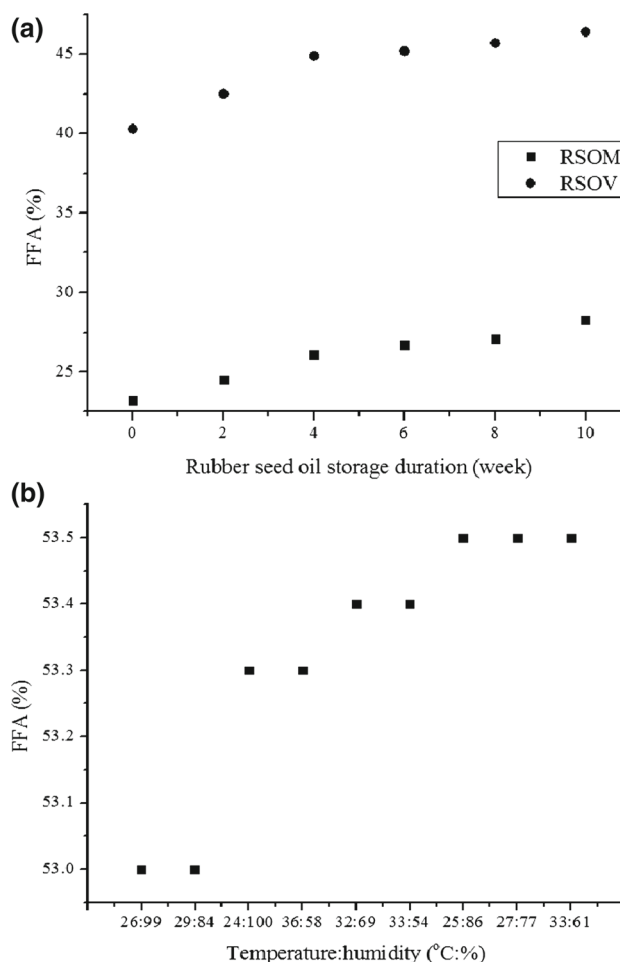 (a)
45
40
35
30
25
FFA (%)
RSOM
RSOV
0 2 4 6 8 10
Rubber seed oil storage duration (week)
(b)
53.5
53.4
53.3
53.2
53.1
53.0
FFA (%)
26:99 29:84 24:100 36:58 32:69 33:54 25:86 27:77 33:61
Temperature:humidity (°C:%)